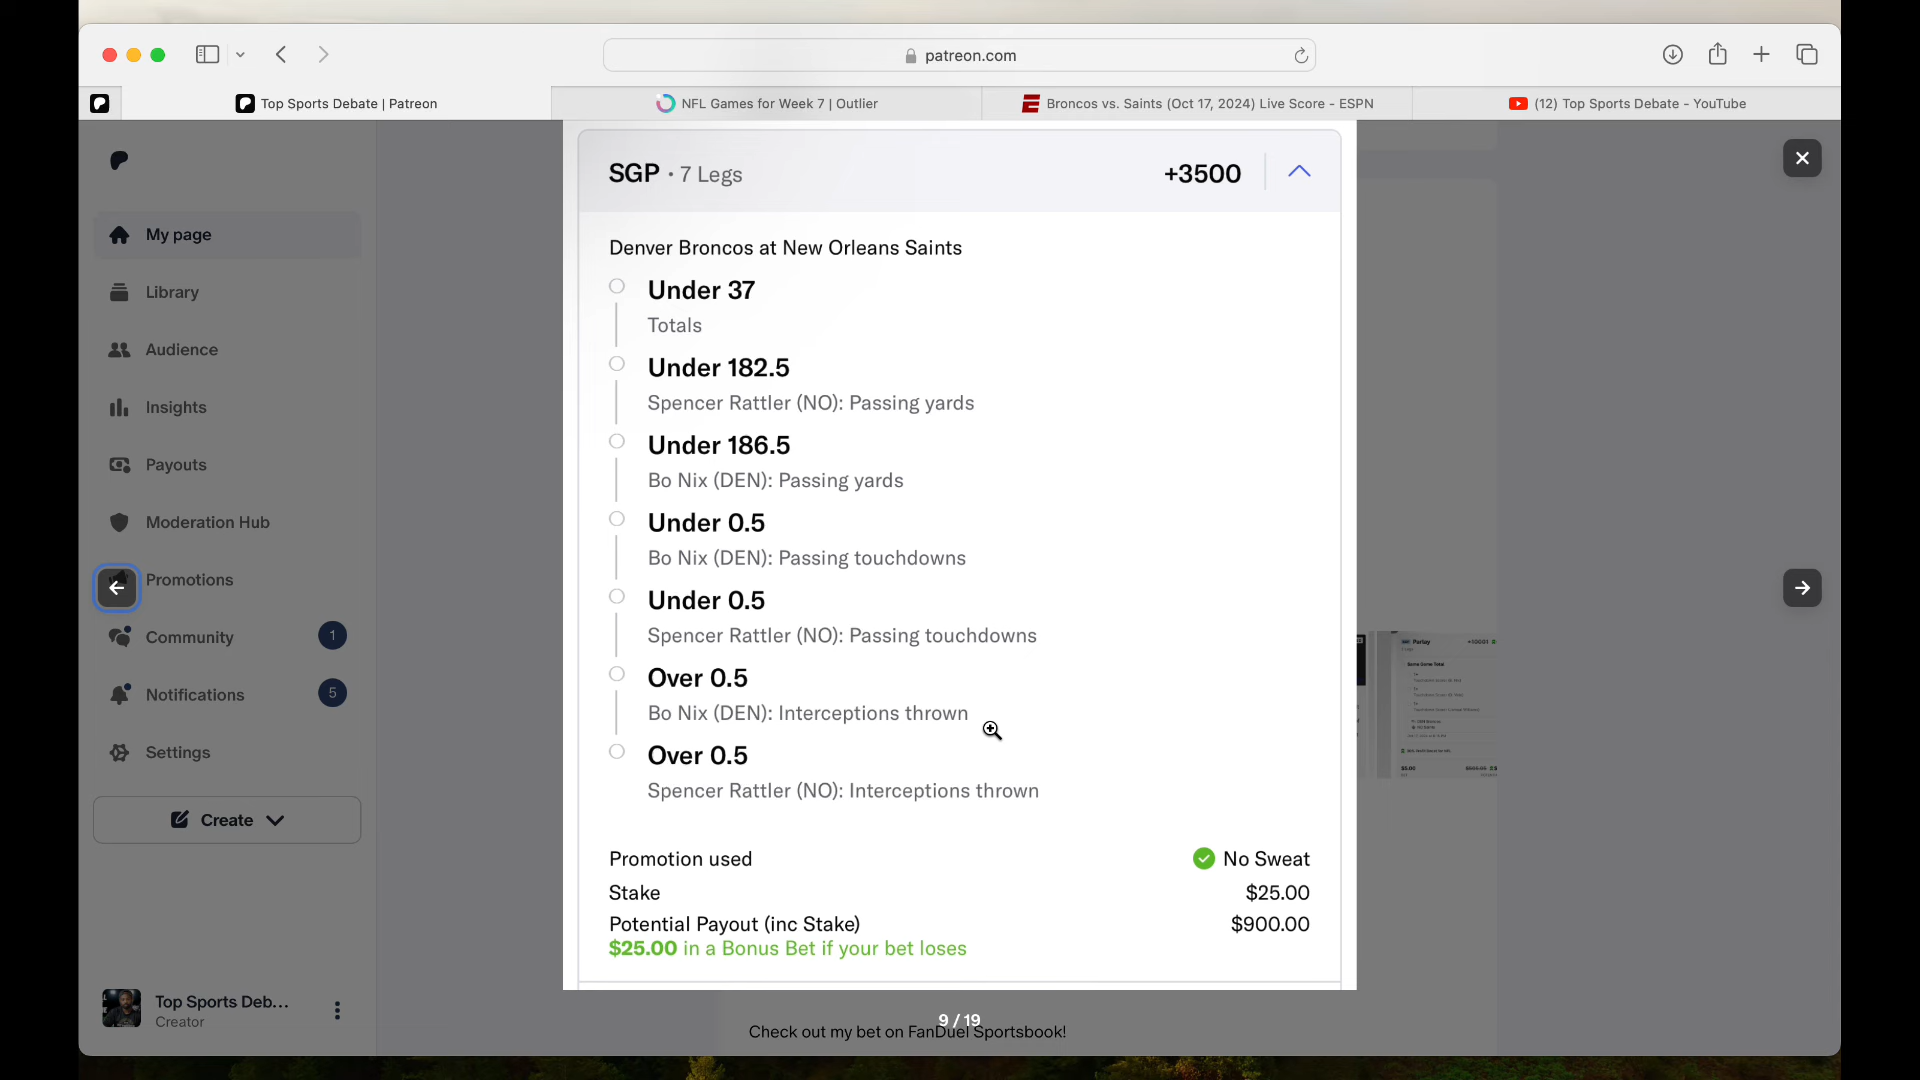 patreon.com
Top Sports Debate | Patreon
NFL Games for Week 7 | Outlier
Broncos vs. Saints (Oct 17, 2024) Live Score - ESPN
(12) Top Sports Debate - YouTube
My page
Library
Audience
Insights
Payouts
Moderation Hub
Promotions
Community 1
Notifications 5
Settings
Create
Top Sports Deb...
Creator
SGP · 7 Legs +3500
Denver Broncos at New Orleans Saints
Under 37
Totals
Under 182.5
Spencer Rattler (NO): Passing yards
Under 186.5
Bo Nix (DEN): Passing yards
Under 0.5
Bo Nix (DEN): Passing touchdowns
Under 0.5
Spencer Rattler (NO): Passing touchdowns
Over 0.5
Bo Nix (DEN): Interceptions thrown
Over 0.5
Spencer Rattler (NO): Interceptions thrown
Promotion used No Sweat
Stake $25.00
Potential Payout (inc Stake) $900.00
$25.00 in a Bonus Bet if your bet loses
9 / 19
Check out my bet on FanDuel Sportsbook!
Parlay
$5.00